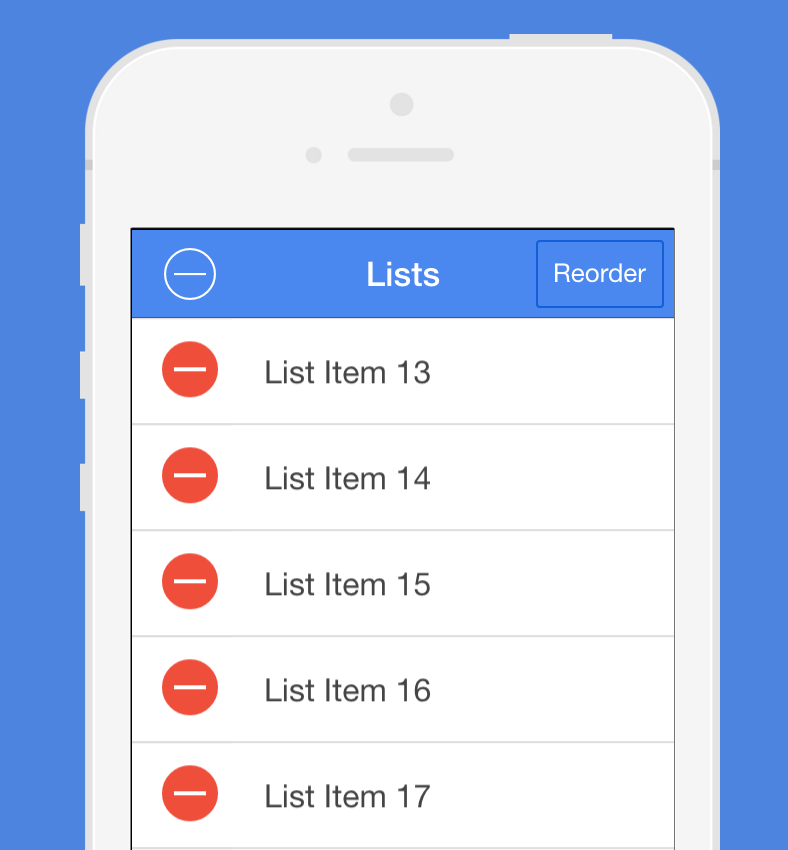 Lists
Reorder
List Item 13
List Item 14
List Item 15
List Item 16
List Item 17